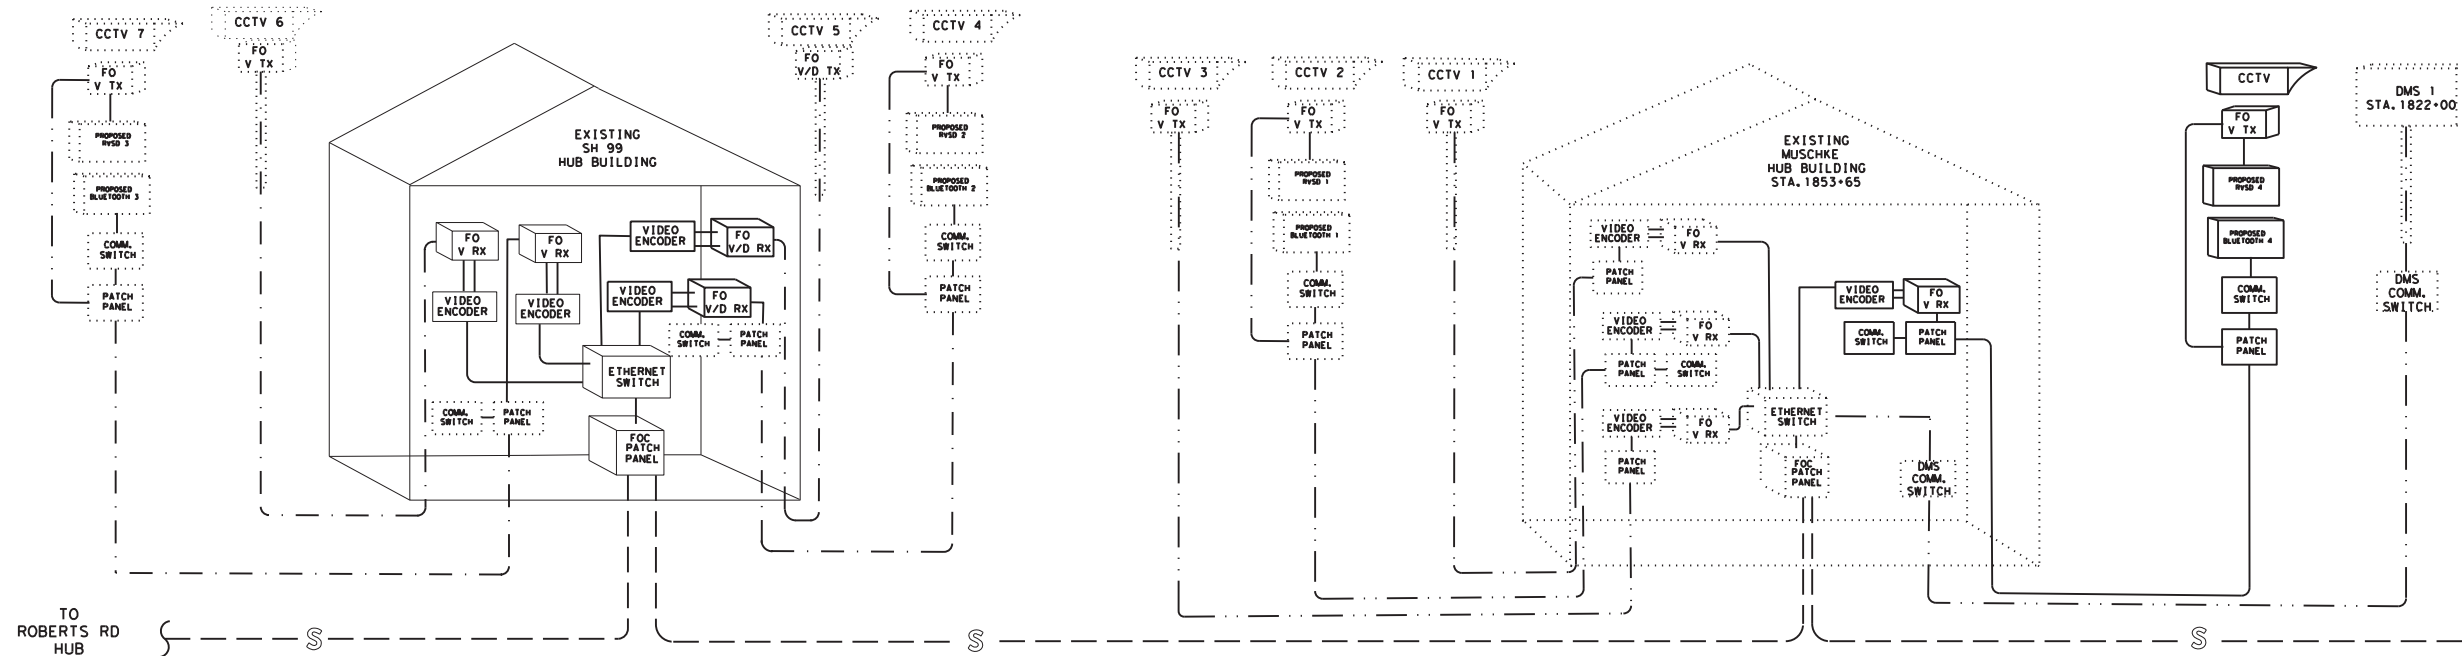 CCTV 7
FO
V TX
PROPOSED
RVSD 3
PROPOSED
BLUETOOTH 3
COMM.
SWITCH
PATCH
PANEL
CCTV 6
FO
V TX
EXISTING
SH 99
HUB BUILDING
FO
V RX
VIDEO
ENCODER
FO
V RX
VIDEO
ENCODER
VIDEO
ENCODER
FO
V/D RX
VIDEO
ENCODER
FO
V/D RX
COMM.
SWITCH
PATCH
PANEL
ETHERNET
SWITCH
COMM.
SWITCH
PATCH
PANEL
FOC
PATCH
PANEL
CCTV 5
FO
V/D TX
CCTV 4
FO
V TX
PROPOSED
RVSD 2
PROPOSED
BLUETOOTH 2
COMM.
SWITCH
PATCH
PANEL
CCTV 3
FO
V TX
CCTV 2
FO
V TX
PROPOSED
RVSD 1
PROPOSED
BLUETOOTH 1
COMM.
SWITCH
PATCH
PANEL
CCTV 1
FO
V TX
EXISTING
MUSCHKE
HUB BUILDING
STA. 1853+65
VIDEO
ENCODER
FO
V RX
PATCH
PANEL
VIDEO
ENCODER
FO
V RX
PATCH
PANEL
COMM.
SWITCH
VIDEO
ENCODER
FO
V RX
PATCH
PANEL
VIDEO
ENCODER
FO
V RX
COMM.
SWITCH
PATCH
PANEL
ETHERNET
SWITCH
FOC
PATCH
PANEL
DMS
COMM.
SWITCH
CCTV
FO
V TX
PROPOSED
RVSD 4
PROPOSED
BLUETOOTH 4
COMM.
SWITCH
PATCH
PANEL
DMS 1
STA. 1822+00
DMS
COMM.
SWITCH
TO
ROBERTS RD
HUB
S
S
S